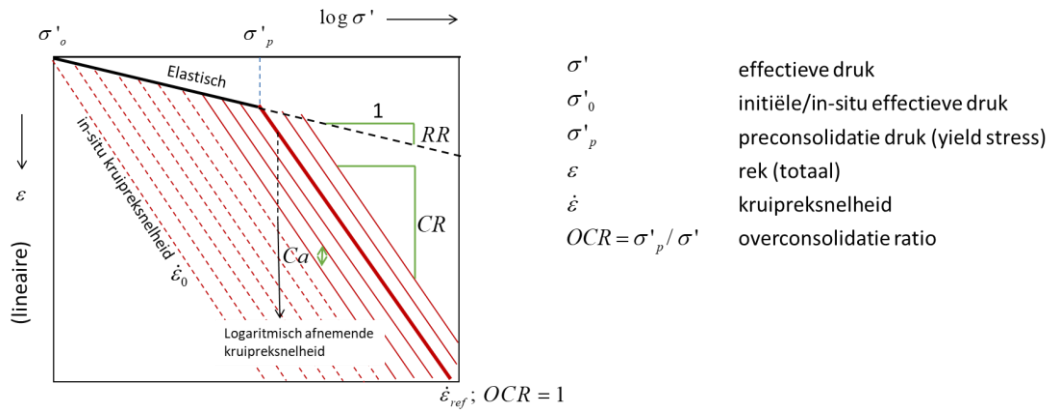 log σ'
σ'ₒ
σ'ₚ
Elastisch
1
RR
in-situ kruipreksnelheid ε̇₀
ε
(lineaire)
CR
Ca
Logaritmisch afnemende
kruipreksnelheid
ε̇ref ; OCR = 1
σ' effectieve druk
σ'₀ initiële/in-situ effectieve druk
σ'ₚ preconsolidatie druk (yield stress)
ε rek (totaal)
ε̇ kruipreksnelheid
OCR = σ'ₚ / σ' overconsolidatie ratio